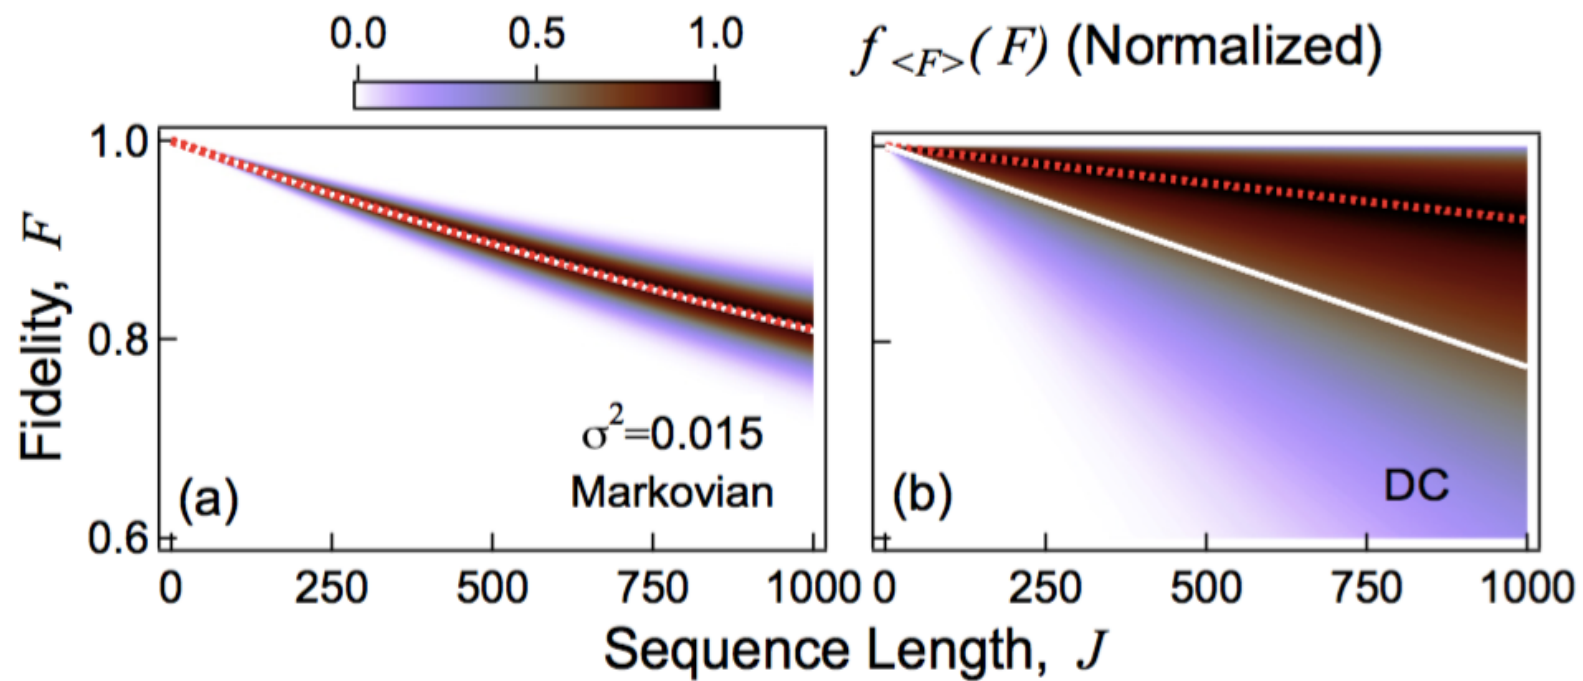 0.0 0.5 1.0
f <F>(F) (Normalized)
1.0
0.8
0.6
Fidelity, F
σ²=0.015
Markovian
(a)
0 250 500 750 1000
DC
(b)
0 250 500 750 1000
Sequence Length, J